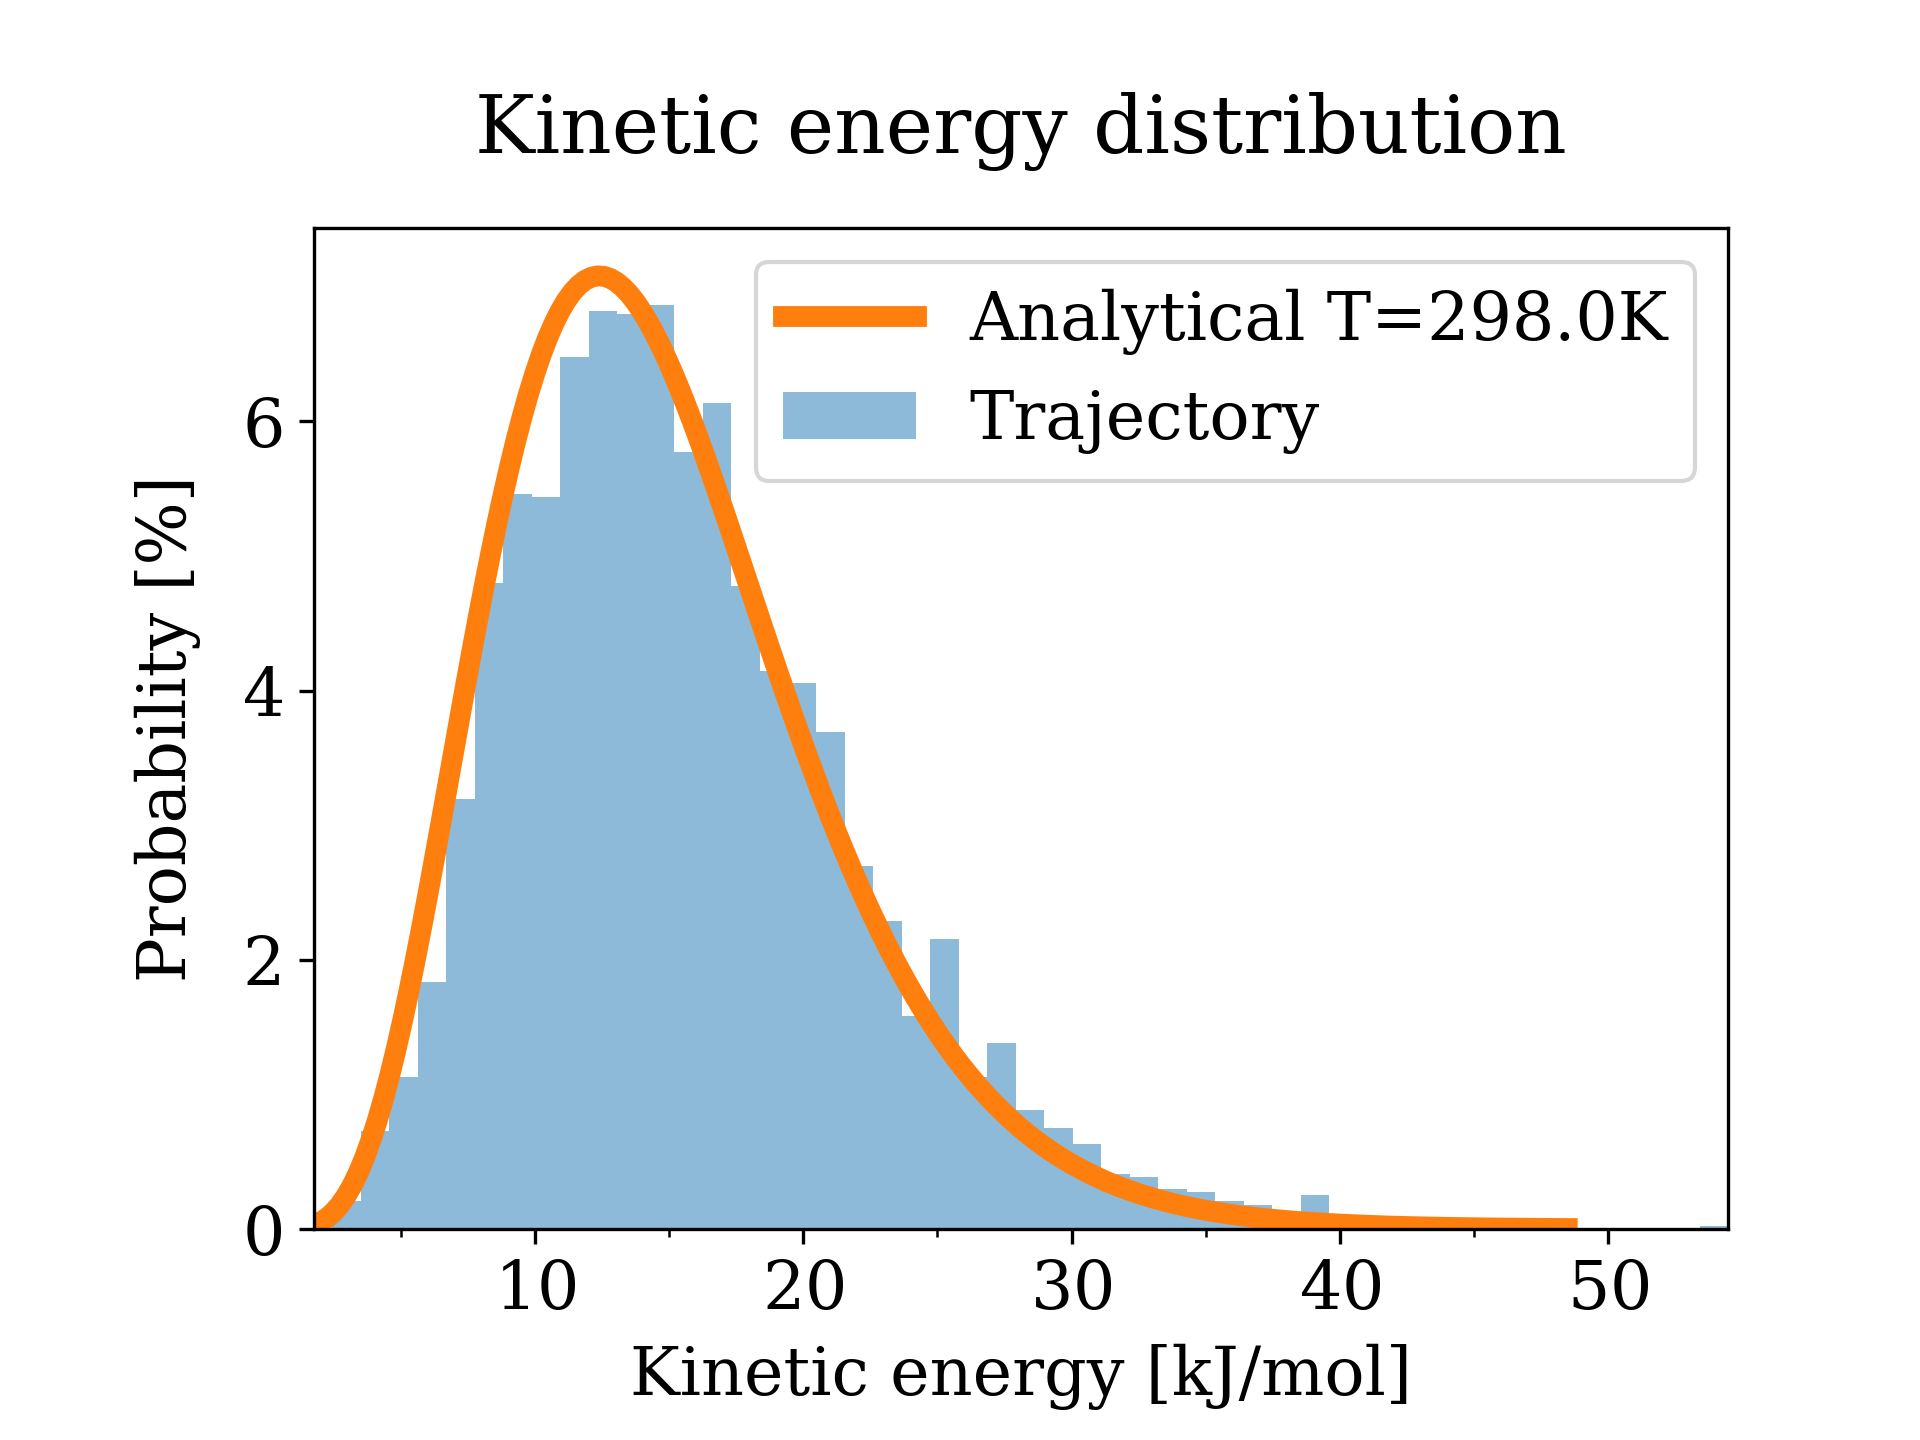 Kinetic energy distribution
Analytical T=298.0K
Trajectory
Probability [%]
6
4
2
0
10 20 30 40 50
Kinetic energy [kJ/mol]